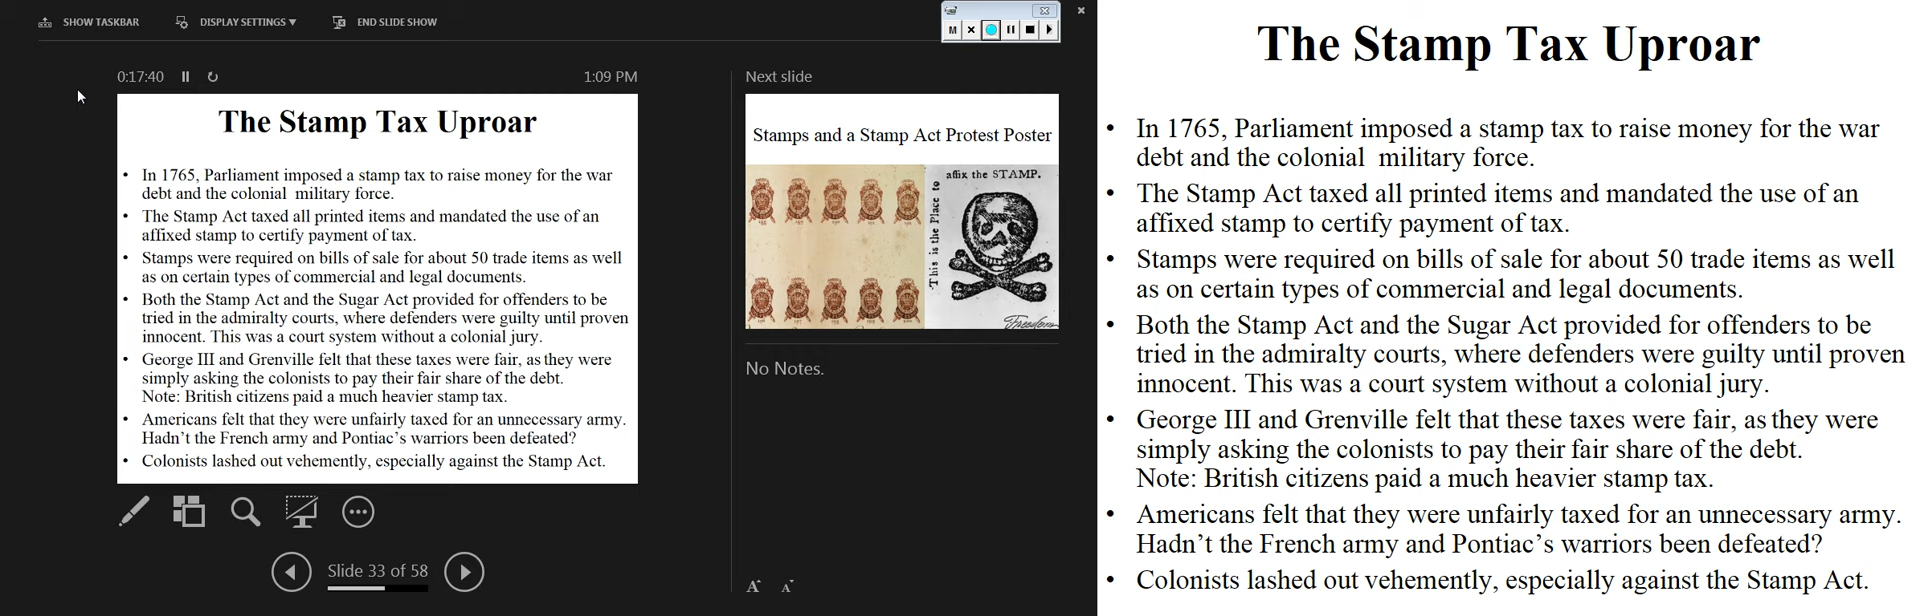 SHOW TASKBAR
DISPLAY SETTINGS ▼
END SLIDE SHOW
M
0:17:40
1:09 PM
The Stamp Tax Uproar
• In 1765, Parliament imposed a stamp tax to raise money for the war
debt and the colonial military force.
• The Stamp Act taxed all printed items and mandated the use of an
affixed stamp to certify payment of tax.
• Stamps were required on bills of sale for about 50 trade items as well
as on certain types of commercial and legal documents.
• Both the Stamp Act and the Sugar Act provided for offenders to be
tried in the admiralty courts, where defenders were guilty until proven
innocent. This was a court system without a colonial jury.
• George III and Grenville felt that these taxes were fair, as they were
simply asking the colonists to pay their fair share of the debt.
Note: British citizens paid a much heavier stamp tax.
• Americans felt that they were unfairly taxed for an unnecessary army.
Hadn't the French army and Pontiac's warriors been defeated?
• Colonists lashed out vehemently, especially against the Stamp Act.
Slide 33 of 58
Next slide
Stamps and a Stamp Act Protest Poster
This is the Place to
affix the STAMP.
No Notes.
A A
The Stamp Tax Uproar
• In 1765, Parliament imposed a stamp tax to raise money for the war
debt and the colonial military force.
• The Stamp Act taxed all printed items and mandated the use of an
affixed stamp to certify payment of tax.
• Stamps were required on bills of sale for about 50 trade items as well
as on certain types of commercial and legal documents.
• Both the Stamp Act and the Sugar Act provided for offenders to be
tried in the admiralty courts, where defenders were guilty until proven
innocent. This was a court system without a colonial jury.
• George III and Grenville felt that these taxes were fair, as they were
simply asking the colonists to pay their fair share of the debt.
Note: British citizens paid a much heavier stamp tax.
• Americans felt that they were unfairly taxed for an unnecessary army.
Hadn't the French army and Pontiac's warriors been defeated?
• Colonists lashed out vehemently, especially against the Stamp Act.